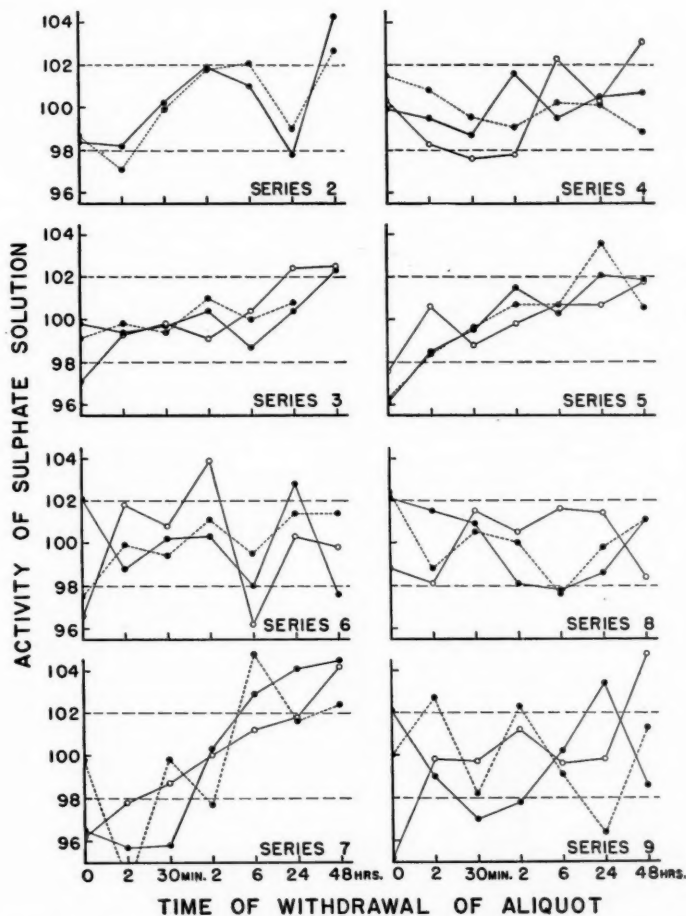 104
102
100
98
96
SERIES 2
SERIES 4
104
102
100
98
96
SERIES 3
SERIES 5
104
102
100
98
96
SERIES 6
SERIES 8
104
102
100
98
96
SERIES 7
SERIES 9
0 2 30MIN. 2 6 24 48HRS.
0 2 30MIN. 2 6 24 48HRS.
ACTIVITY OF SULPHATE SOLUTION
TIME OF WITHDRAWAL OF ALIQUOT